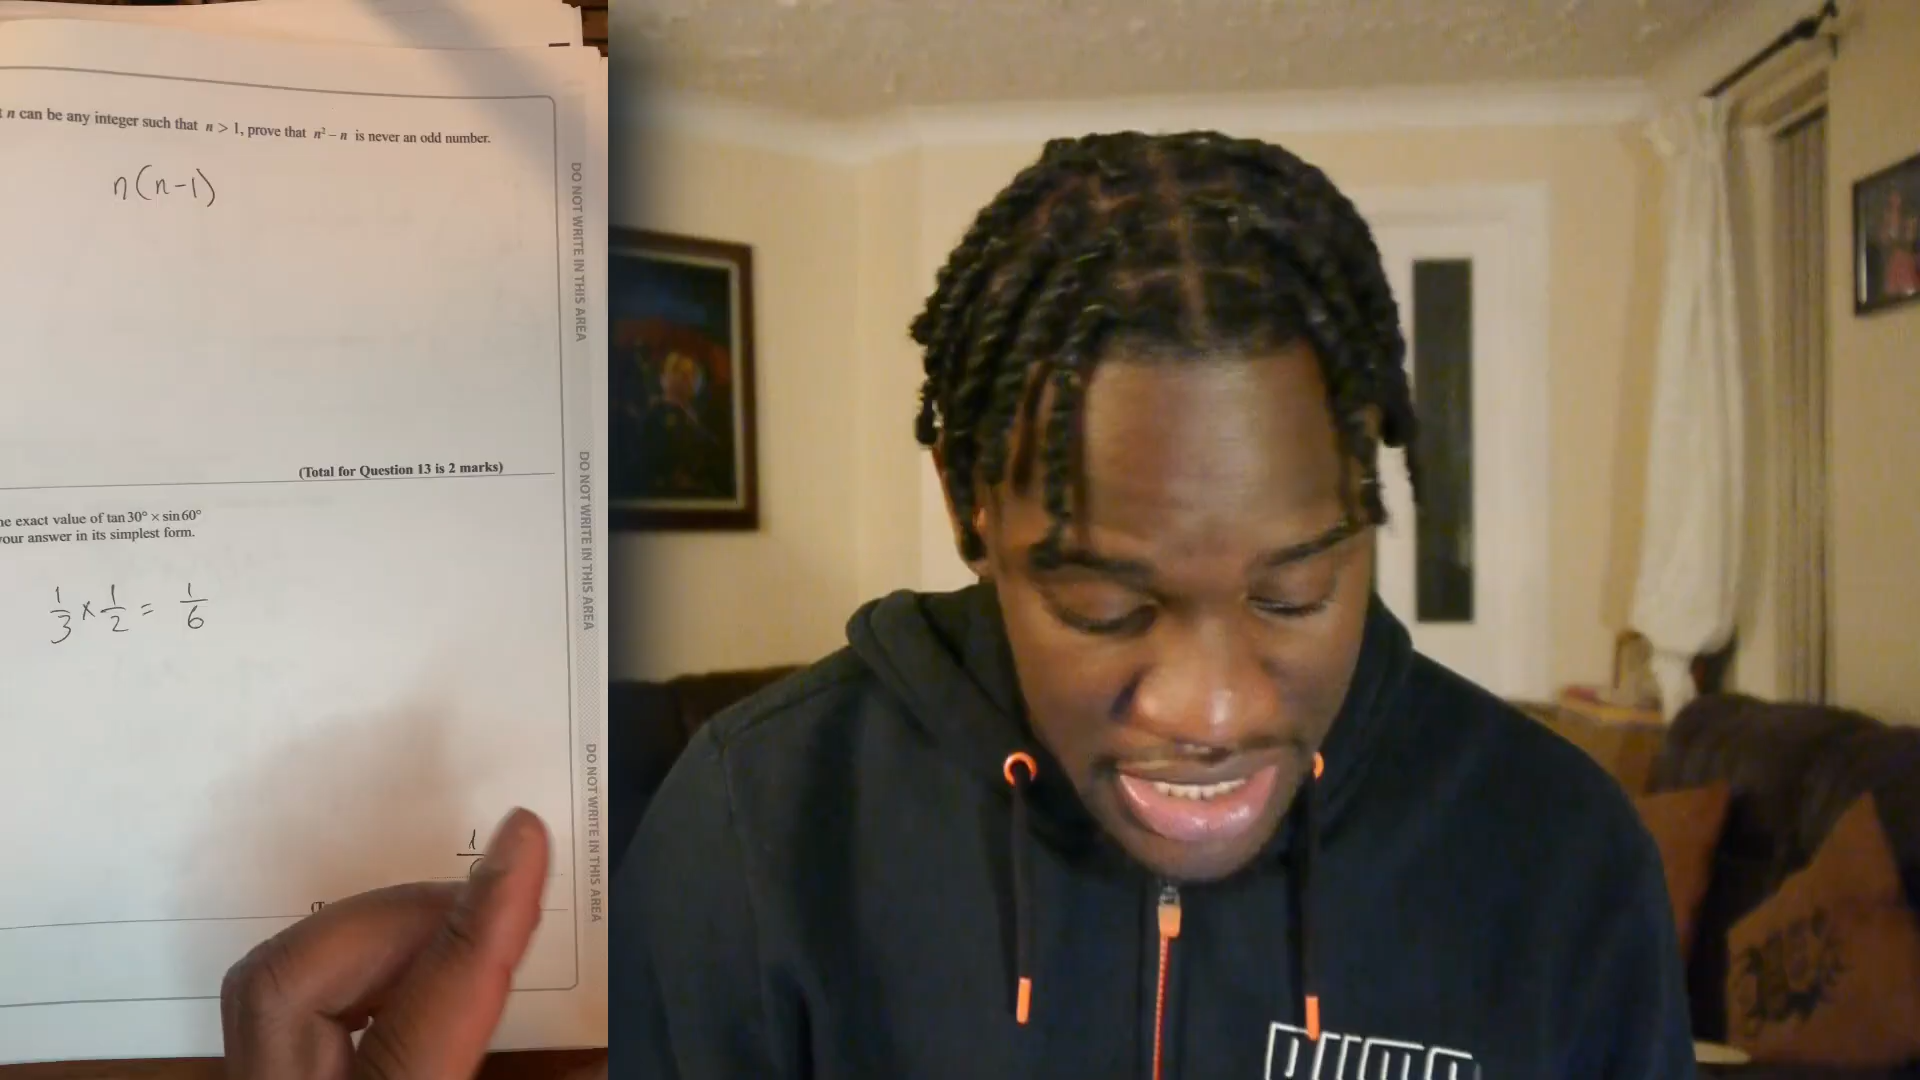 n can be any integer such that n > 1, prove that n² – n is never an odd number.
n(n-1)
(Total for Question 13 is 2 marks)
exact value of tan 30° × sin 60°
your answer in its simplest form.
1/3 × 1/2 = 1/6
1
DO NOT WRITE IN THIS AREA
DO NOT WRITE IN THIS AREA
DO NOT WRITE IN THIS AREA